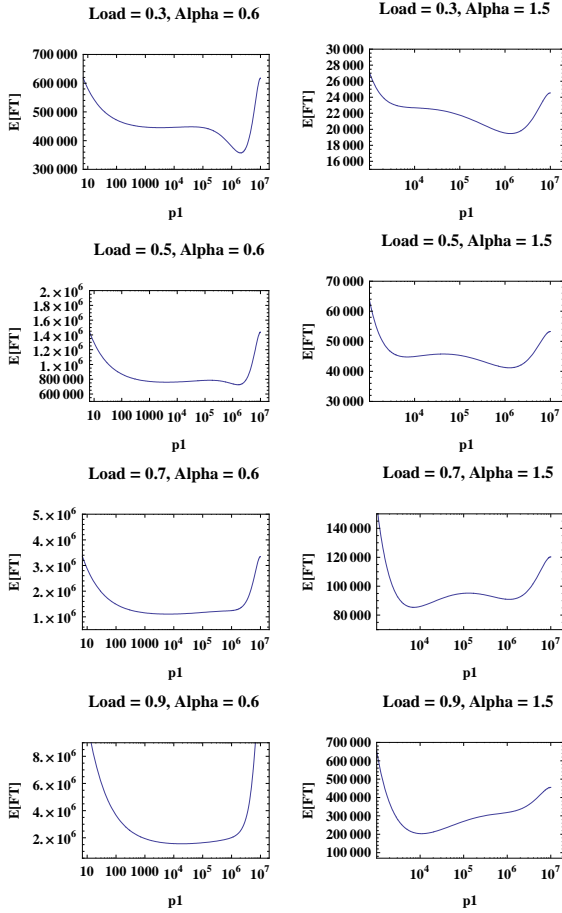 Load = 0.3, Alpha = 0.6
700 000
600 000
500 000
400 000
300 000
E[FT]
10 100 1000 10⁴ 10⁵ 10⁶ 10⁷
p1
Load = 0.3, Alpha = 1.5
30 000
28 000
26 000
24 000
22 000
20 000
18 000
16 000
E[FT]
10⁴ 10⁵ 10⁶ 10⁷
p1
Load = 0.5, Alpha = 0.6
2. × 10⁶
1.8 × 10⁶
1.6 × 10⁶
1.4 × 10⁶
1.2 × 10⁶
1. × 10⁶
800 000
600 000
E[FT]
10 100 1000 10⁴ 10⁵ 10⁶ 10⁷
p1
Load = 0.5, Alpha = 1.5
70 000
60 000
50 000
40 000
30 000
E[FT]
10⁴ 10⁵ 10⁶ 10⁷
p1
Load = 0.7, Alpha = 0.6
5 × 10⁶
4 × 10⁶
3 × 10⁶
2 × 10⁶
1 × 10⁶
E[FT]
10 100 1000 10⁴ 10⁵ 10⁶ 10⁷
p1
Load = 0.7, Alpha = 1.5
140 000
120 000
100 000
80 000
E[FT]
10⁴ 10⁵ 10⁶ 10⁷
p1
Load = 0.9, Alpha = 0.6
8 × 10⁶
6 × 10⁶
4 × 10⁶
2 × 10⁶
E[FT]
10 100 1000 10⁴ 10⁵ 10⁶ 10⁷
p1
Load = 0.9, Alpha = 1.5
700 000
600 000
500 000
400 000
300 000
200 000
100 000
E[FT]
10⁴ 10⁵ 10⁶ 10⁷
p1